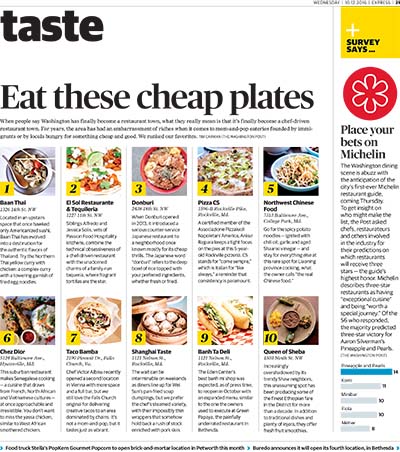 WEDNESDAY | 10.12.2016 | EXPRESS | 21
taste
Eat these cheap plates
When people say Washington has finally become a restaurant town, what they really mean is that it's finally become a chef-driven
restaurant town. For years, the area has had an embarrassment of riches when it comes to mom-and-pop eateries founded by immi-
grants or by locals hungry for something cheap and good. We ranked our favorites.
1
Baan Thai
1326 14th St. NW
Located in an upstairs
space that once hawked
only Americanized sushi,
Baan Thai has evolved
into a destination for
the authentic flavors of
Thailand. Try the Northern
Thai yellow curry with
chicken: a complex curry
with a towering garnish of
fried egg noodles.
2
El Sol Restaurante
& Tequileria
1227 11th St. NW
Siblings Alfredo and
Jessica Solis, vets of
Passion Food Hospitality
kitchens, combine the
technical obsessiveness of
a chef-driven restaurant
with the unadorned
charms of a family-run
taqueria, where fragrant
tortillas are the star.
3
Donburi
2438 18th St. NW
When Donburi opened
in 2013, it introduced a
serious counter-service
Japanese restaurant to
a neighborhood once
known mostly for its cheap
thrills. The Japanese word
"donburi" refers to the deep
bowl of rice topped with
your preferred ingredients,
whether fresh or fried.
4
Pizza CS
Rockville, Md.
A certified member of the
Associazione Pizzaiuoli
Napoletani America, Ankur
Rajpara keeps a tight focus
on the pies at this 5-year-
old Rockville pizzeria. CS
stands for "come sempre,"
which is Italian for "like
always," a reminder that
consistency is paramount.
5
Northwest Chinese
Food
7313 Baltimore Ave.,
College Park, Md.
Go for the spicy potato
noodles — ignited with
chili oil, garlic and aged
Shaanxi vinegar — and
stay for everything else at
this rare spot for Liaoning
province cooking, what
the owner calls "the real
Chinese food."
6
Chez Dior
5124 Baltimore Ave.,
Hyattsville, Md.
This suburban restaurant
makes Senegalese cooking
— a cuisine that draws
from French, North African
and Vietnamese cultures —
at once approachable and
irresistible. You don't want
to miss the yassa chicken,
similar to West African
smothered chicken.
7
Taco Bamba
2190 Pimmit Dr., Falls
Church, Va.
Chef Victor Albisu recently
opened a second location
in Vienna with more space
and a full bar, but we
still love the Falls Church
original for delivering
creative tacos to an area
dominated by chains. It's
not a mom-and-pop, but it
tastes just as vibrant.
8
Shanghai Taste
1121 Nelson St.,
Rockville, Md.
The wait can be
interminable on weekends
as diners line up for Wei
Sun's pan-fried soup
dumplings, but we prefer
the chef's steamed variety,
with their impossibly thin
wrappers that somehow
hold back a rush of stock
enriched with pork skin.
9
Banh Ta Deli
1125 Nelson St.,
Rockville, Md.
The Eden Center's
best banh mi shop was
expected, as of press time,
to reopen in October with
an expanded menu, similar
to the one the owners
used to execute at Green
Papaya, the painfully
underrated restaurant in
Bethesda.
10
Queen of Sheba
1503 Ninth St. NW
Increasingly
overshadowed by its
trendy Shaw neighbors,
this unassuming spot has
been producing some of
the finest Ethiopian fare
in the District for more
than a decade. In addition
to traditional dishes and
plenty of injera, they offer
fresh fruit smoothies.
+
SURVEY
SAYS ...
Place your
bets on
Michelin
The Washington dining
scene is abuzz with
the anticipation of the
city's first-ever Michelin
restaurant guide,
coming Thursday.
To get insight on
who might make the
list, the Post asked
chefs, restaurateurs
and others involved
in the industry for
their predictions on
which restaurants
will receive three
stars — the guide's
highest honor. Michelin
describes three-star
restaurants as having
"exceptional cuisine"
and being "worth a
special journey." Of the
56 who responded,
the majority predicted
three-star victory for
Aaron Silverman's
Pineapple and Pearls.
(THE WASHINGTON POST)
Pineapple and Pearls
14
Komi
11
Minibar
10
Fiola
10
Métier
8
Food truck Stella's PopKern Gourmet Popcorn to open brick-and-mortar location in Petworth this month
Buredo announces it will open its fourth location, in Bethesda